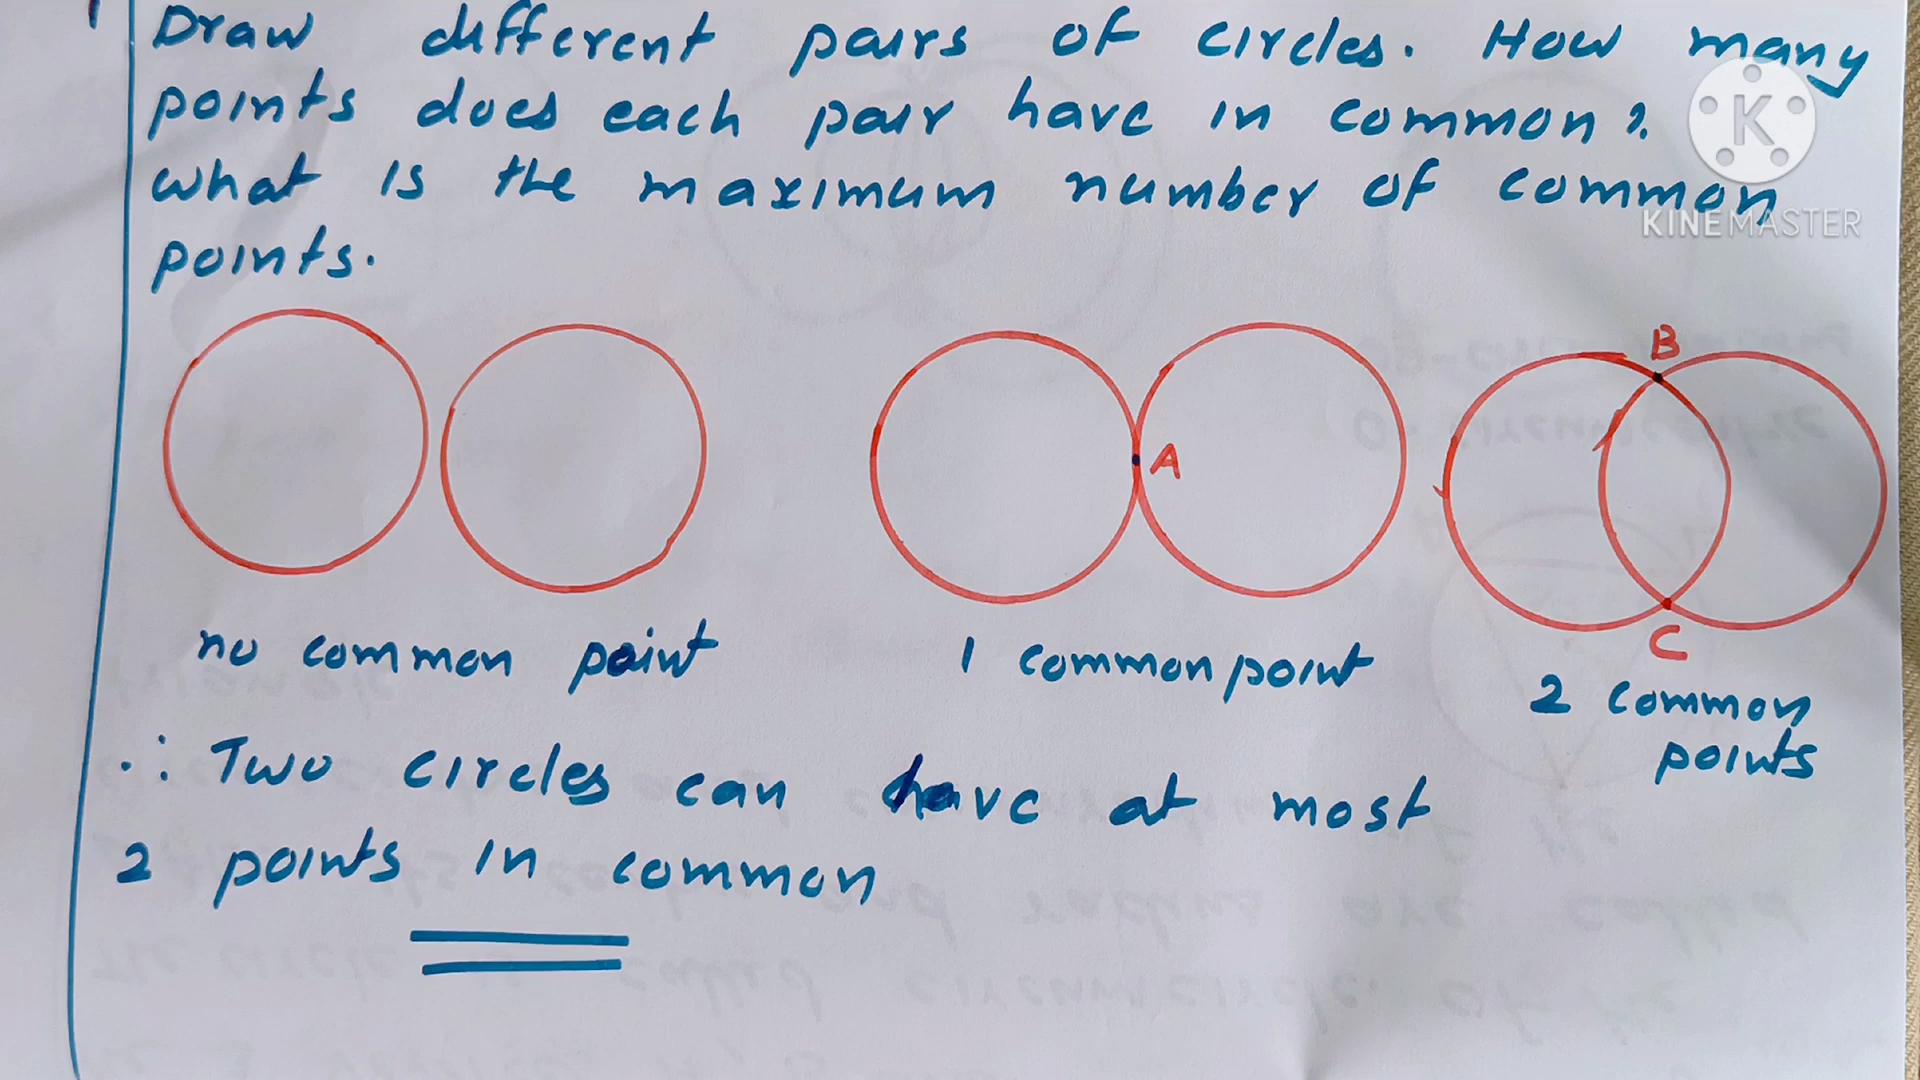 Draw different pairs of circles. How many
points does each pair have in common?
what is the maximum number of common
points.
K
KINEMASTER
B
A
C
no common point
1 common point
2 common
points
∴ Two circles can have at most
2 points in common